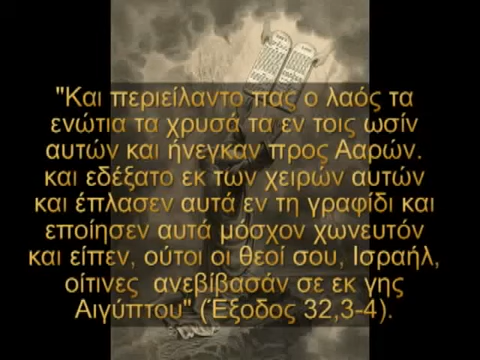 "Και περιείλαντο πας ο λαός τα
ενώτια τα χρυσά τα εν τοις ωσίν
αυτών και ήνεγκαν προς Ααρών.
και εδέξατο εκ των χειρών αυτών
και έπλασεν αυτά εν τη γραφίδι και
εποίησεν αυτά μόσχον χωνευτόν
και είπεν, ούτοι οι θεοί σου, Ισραήλ,
οίτινες ανεβίβασάν σε εκ γης
Αιγύπτου" (Έξοδος 32,3-4).